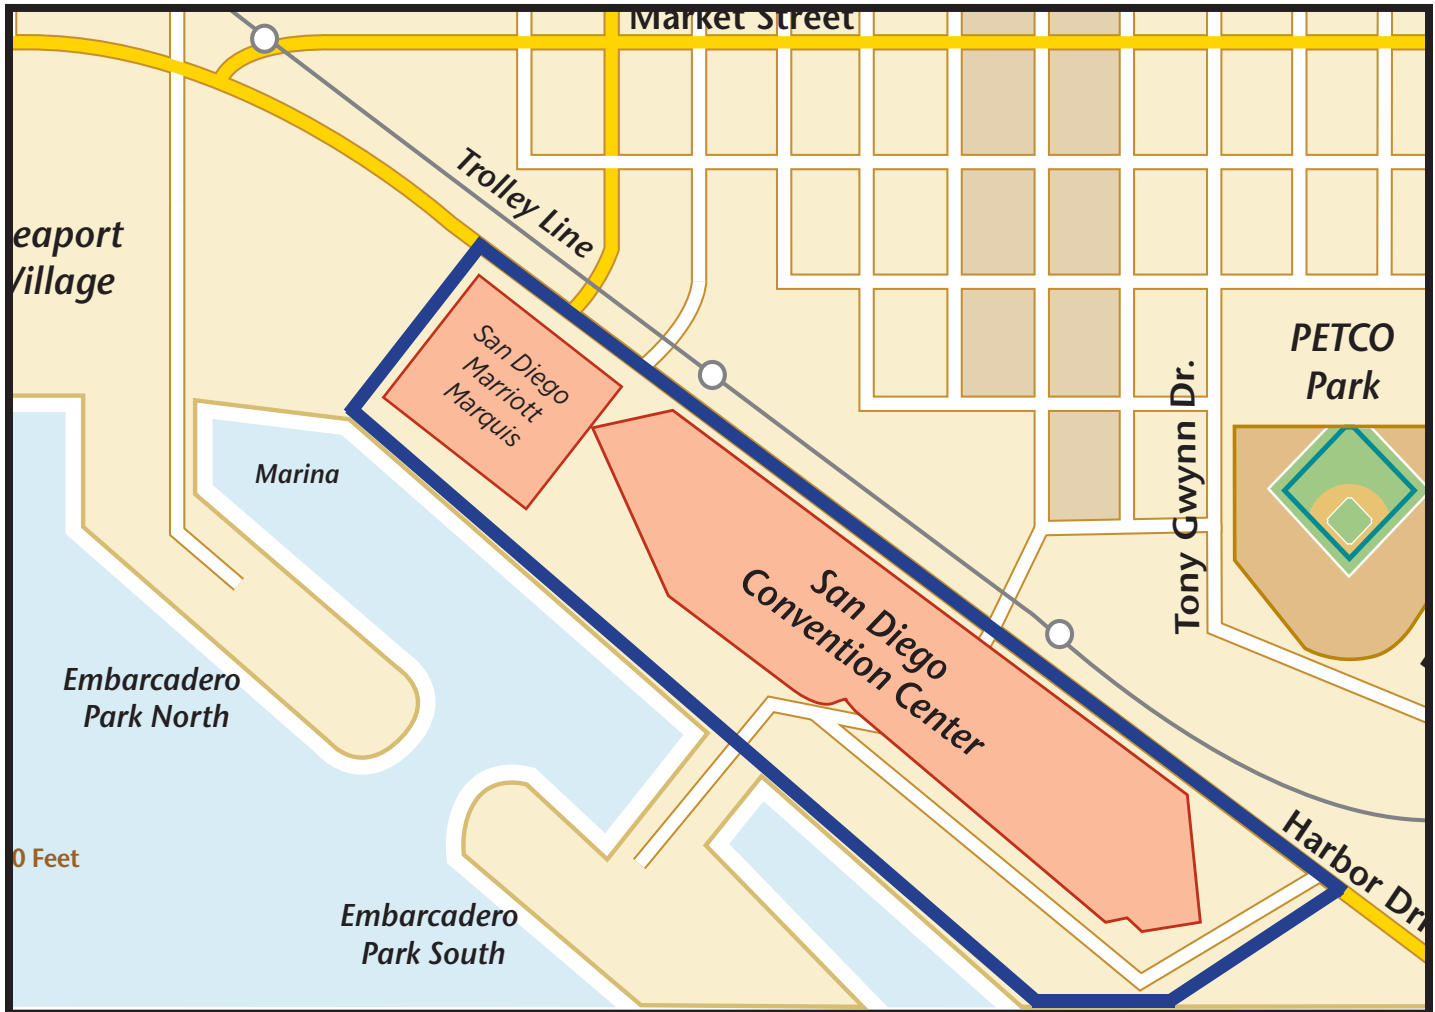 Market Street
Trolley Line
eaport
Village
San Diego
Marriott
Marquis
PETCO
Park
Tony Gwynn Dr.
Marina
San Diego
Convention Center
Embarcadero
Park North
Harbor Dri
0 Feet
Embarcadero
Park South